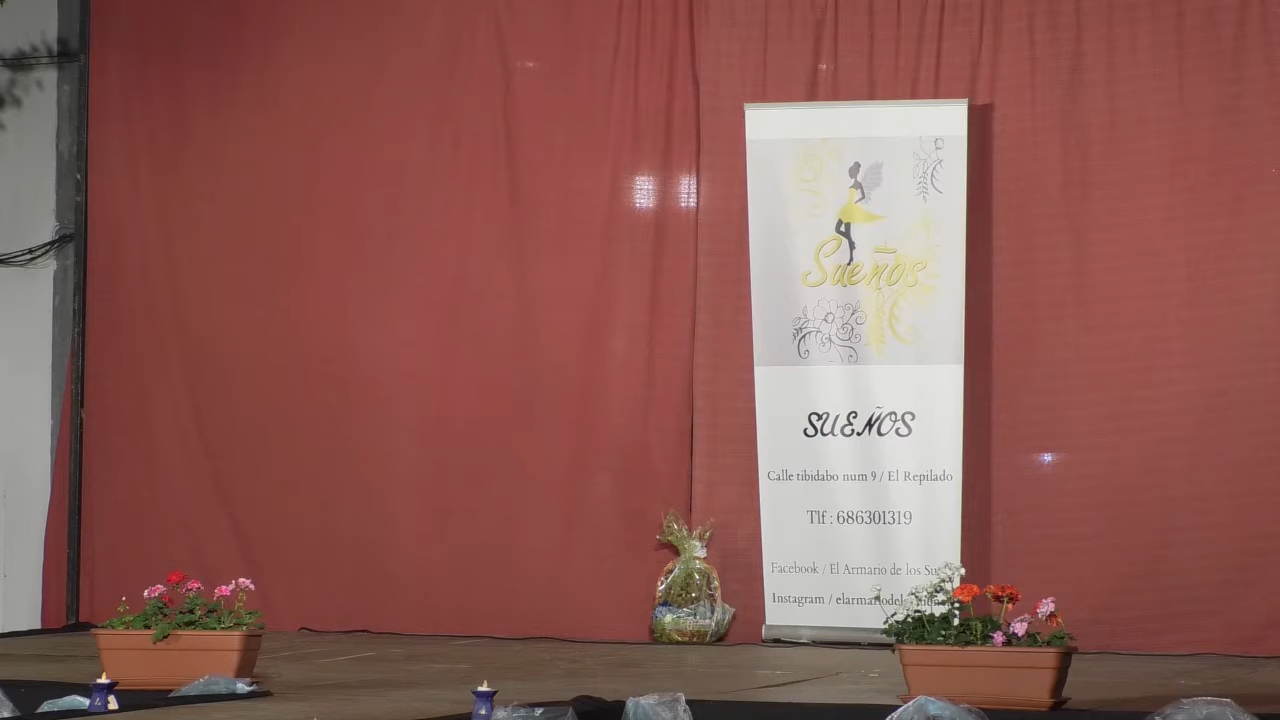 Sueños
SUEÑOS
Calle tibidabo num 9 / El Repilado
Tlf : 686301319
Facebook / El Armario de los
Instagram /